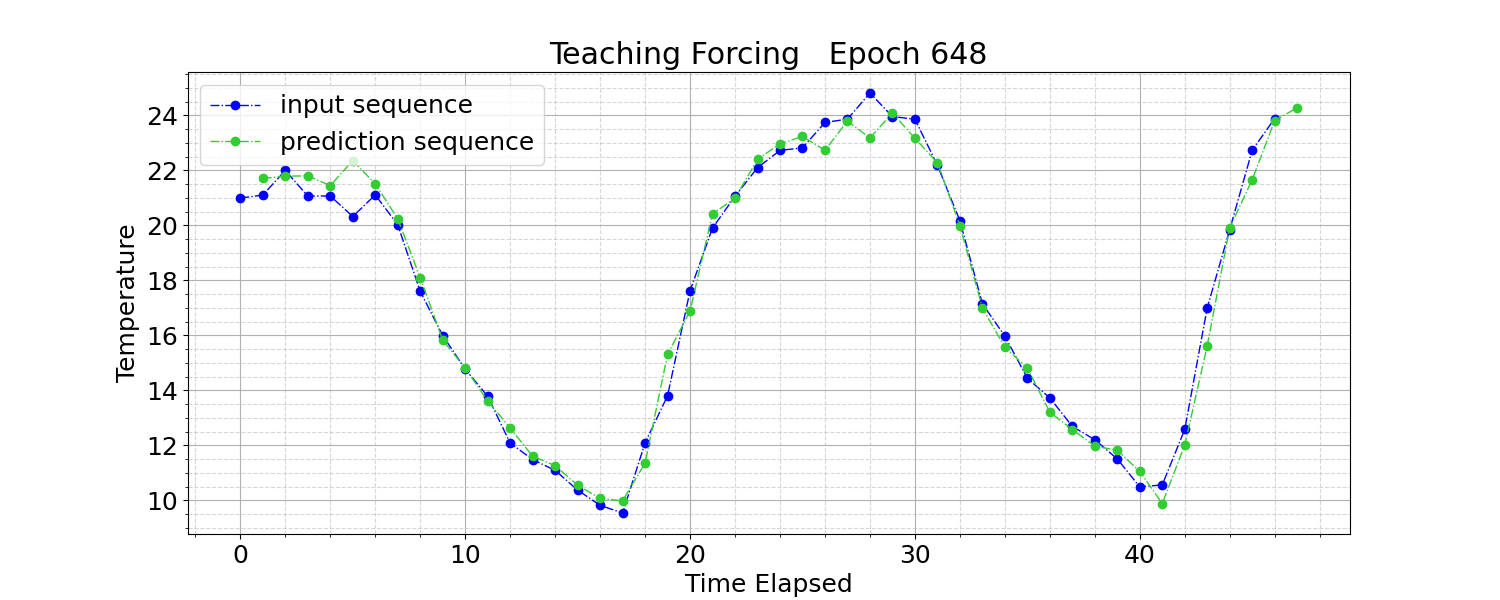 Teaching Forcing   Epoch 648
input sequence
prediction sequence
24
22
20
18
16
14
12
10
Temperature
0 10 20 30 40
Time Elapsed